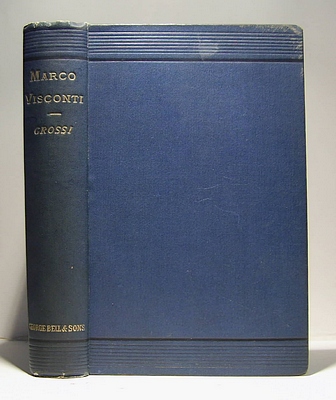 MARCO
VISCONTI
GROSSI
GEORGE BELL & SONS